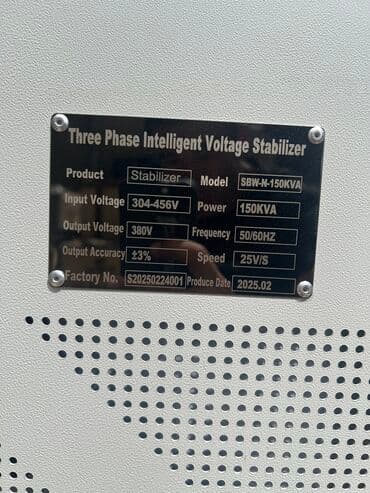 Three Phase Intelligent Voltage Stabilizer
Product Stabilizer Model SBW-N-150KVA
Input Voltage 304-456V Power 150KVA
Output Voltage 380V Frequency 50/60HZ
Output Accuracy ±3% Speed 25V/S
Factory No. S20250224001 Produce Date 2025.02